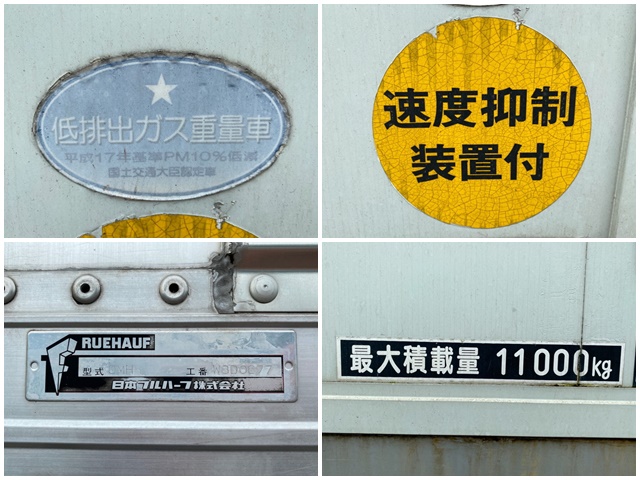 低排出ガス重量車
平成17年基準PM10%低減
国土交通大臣認定車
速度抑制
装置付
RUEHAUF
型式
工番
日本フルハーフ株式会社
最大積載量 11000kg